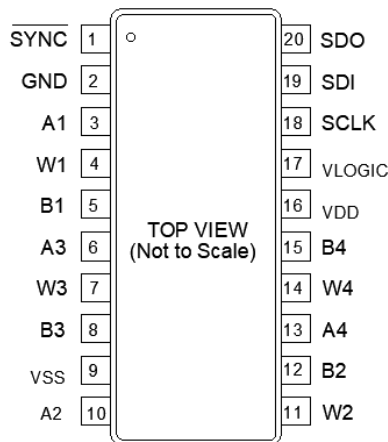 SYNC 1
GND 2
A1 3
W1 4
B1 5
A3 6
W3 7
B3 8
VSS 9
A2 10
TOP VIEW
(Not to Scale)
20 SDO
19 SDI
18 SCLK
17 VLOGIC
16 VDD
15 B4
14 W4
13 A4
12 B2
11 W2